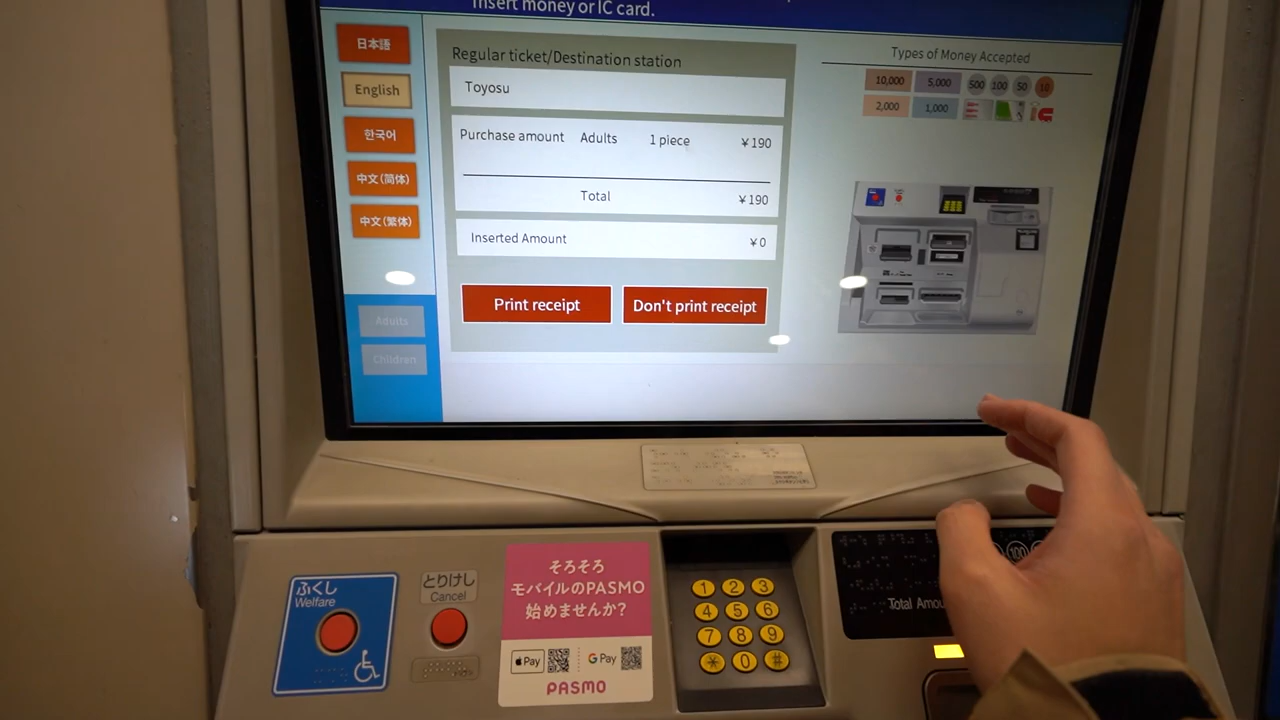 Insert money or IC card.
日本語
English
한국어
中文(简体)
中文(繁体)
Adults
Children
Regular ticket/Destination station
Toyosu
Purchase amount Adults 1 piece ¥190
Total ¥190
Inserted Amount ¥0
Print receipt
Don't print receipt
Types of Money Accepted
10,000 5,000 500 100 50 10
2,000 1,000
ふくし
Welfare
とりけし
Cancel
そろそろ
モバイルのPASMO
始めませんか?
Pay
G Pay
PASMO
1 2 3
4 5 6
7 8 9
* 0 #
100
Total